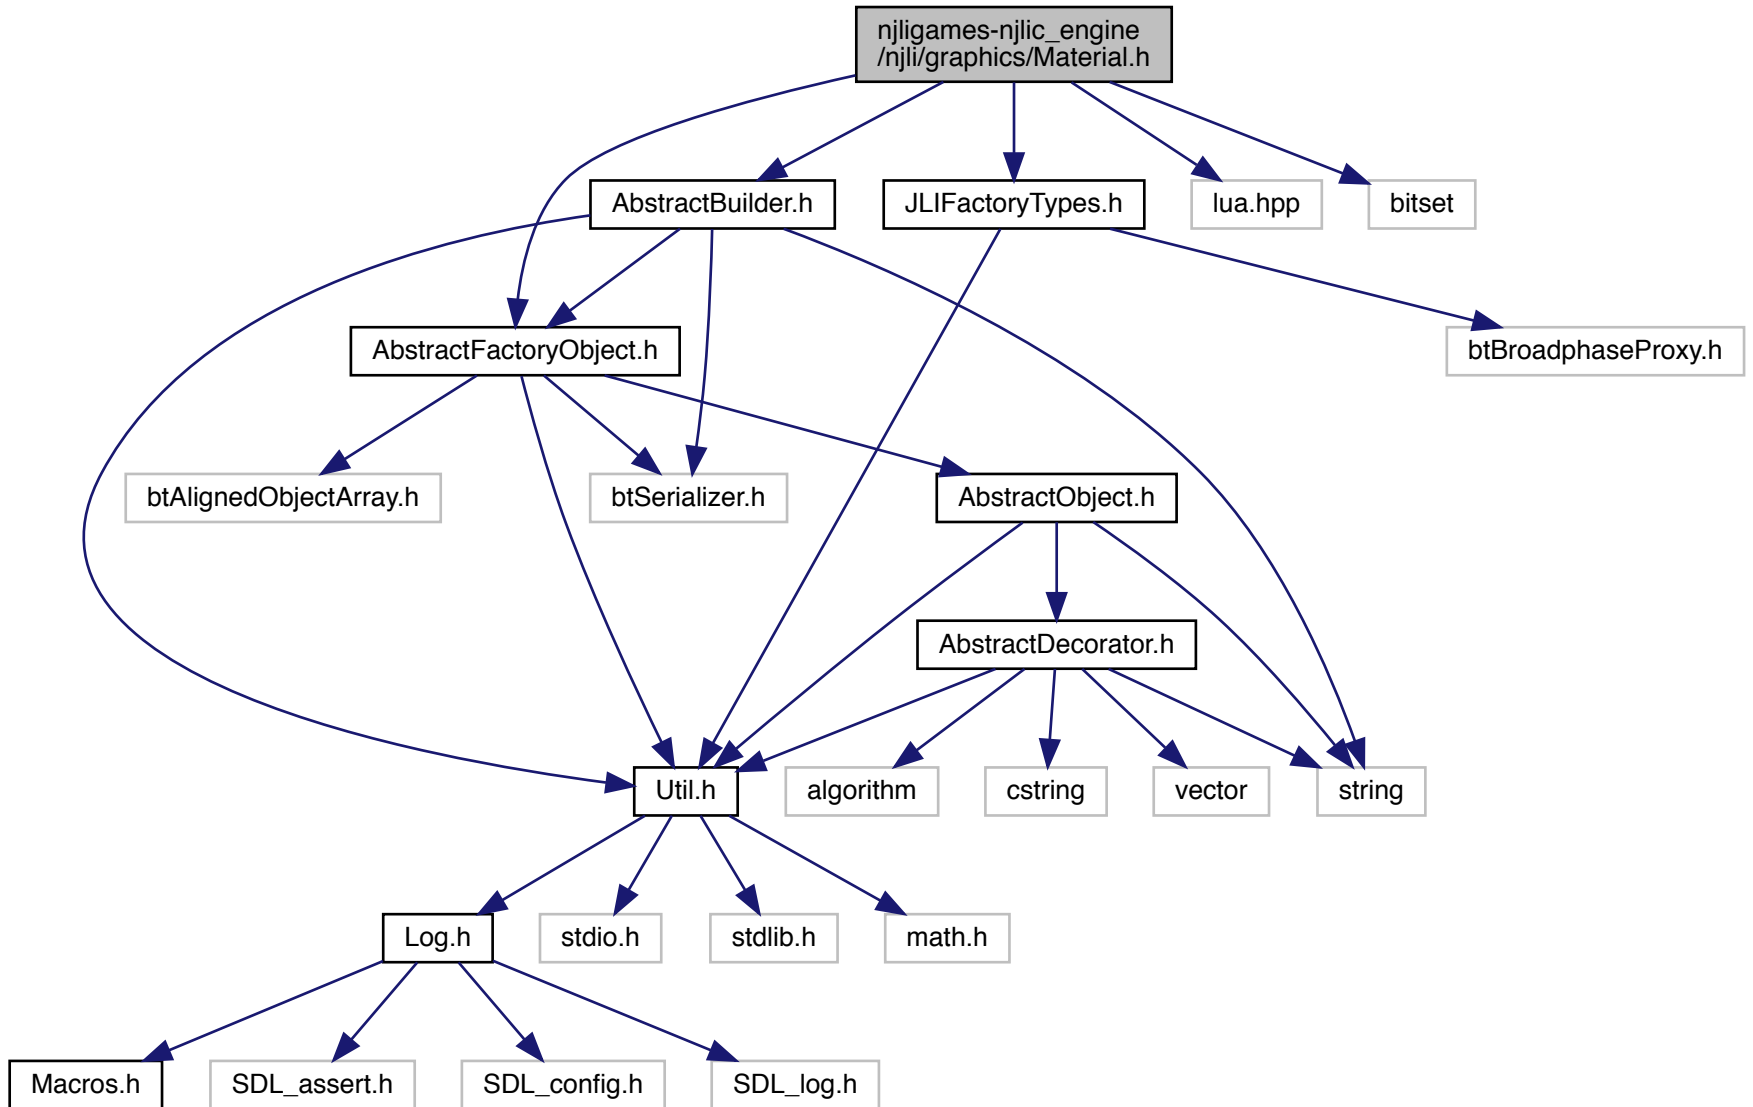 njligames-njlic_engine
/njli/graphics/Material.h
AbstractBuilder.h
JLIFactoryTypes.h
lua.hpp
bitset
AbstractFactoryObject.h
btBroadphaseProxy.h
btAlignedObjectArray.h
btSerializer.h
AbstractObject.h
AbstractDecorator.h
Util.h
algorithm
cstring
vector
string
Log.h
stdio.h
stdlib.h
math.h
Macros.h
SDL_assert.h
SDL_config.h
SDL_log.h